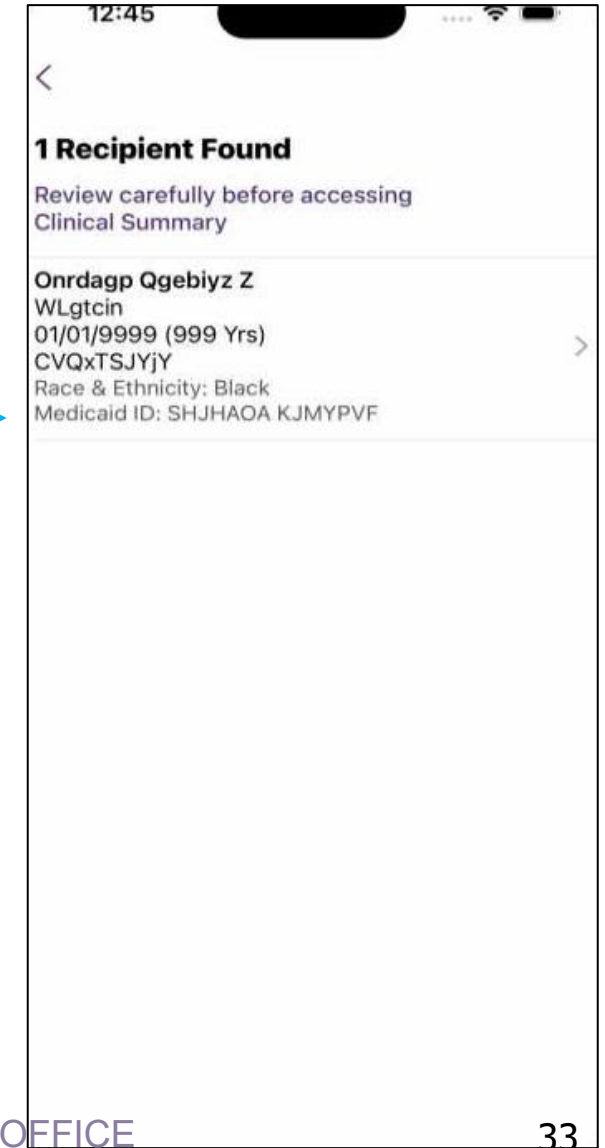 12:45
1 Recipient Found
Review carefully before accessing
Clinical Summary
Onrdagp Qgebiyz Z
WLgtcin
01/01/9999 (999 Yrs)
CVQxTSJYjY
Race & Ethnicity: Black
Medicaid ID: SHJHAOA KJMYPVF
OFFICE
33